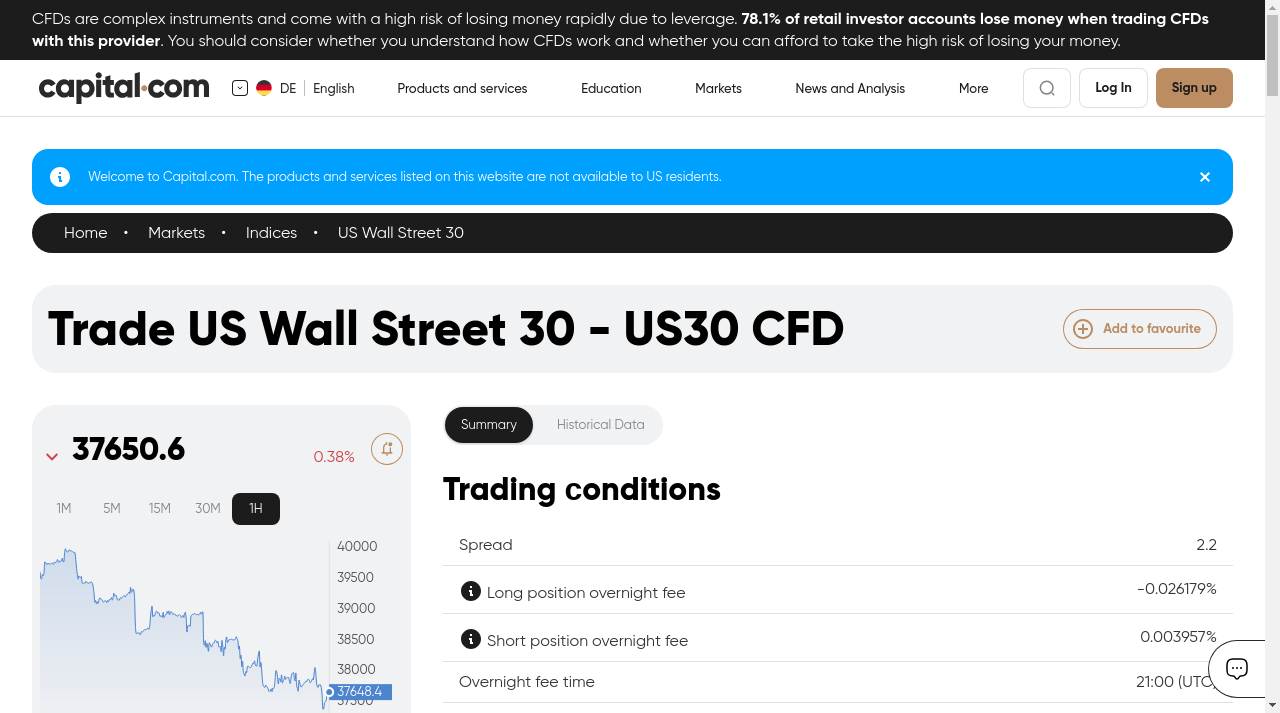 CFDs are complex instruments and come with a high risk of losing money rapidly due to leverage. 78.1% of retail investor accounts lose money when trading CFDs
with this provider. You should consider whether you understand how CFDs work and whether you can afford to take the high risk of losing your money.
capital.com
DE
English
Products and services
Education
Markets
News and Analysis
More
Log In
Sign up
Welcome to Capital.com. The products and services listed on this website are not available to US residents.
Home • Markets • Indices • US Wall Street 30
Trade US Wall Street 30 - US30 CFD
Add to favourite
37650.6
0.38%
1M
5M
15M
30M
1H
40000
39500
39000
38500
38000
37648.4
37500
Summary
Historical Data
Trading conditions
Spread
2.2
Long position overnight fee
-0.026179%
Short position overnight fee
0.003957%
Overnight fee time
21:00 (UTC)